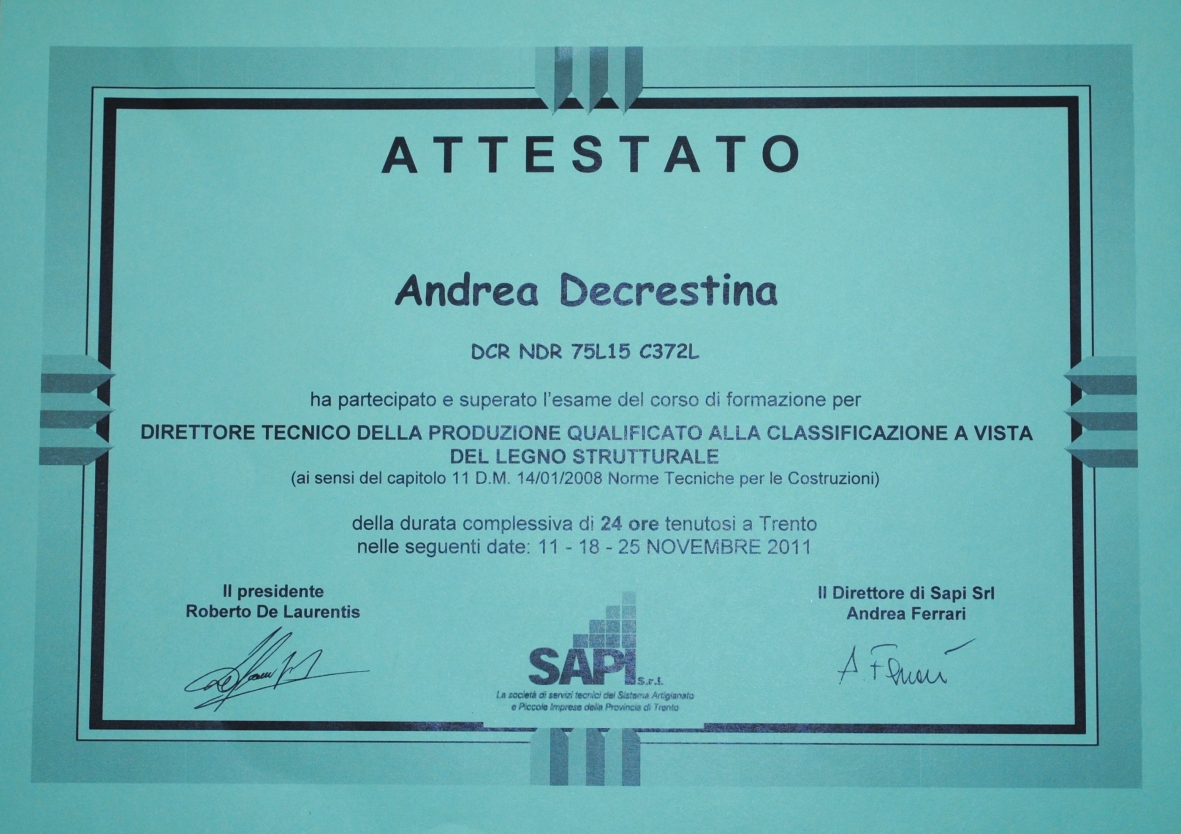 ATTESTATO
Andrea Decrestina
DCR NDR 75L15 C372L
ha partecipato e superato l'esame del corso di formazione per
DIRETTORE TECNICO DELLA PRODUZIONE QUALIFICATO ALLA CLASSIFICAZIONE A VISTA
DEL LEGNO STRUTTURALE
(ai sensi del capitolo 11 D.M. 14/01/2008 Norme Tecniche per le Costruzioni)
della durata complessiva di 24 ore tenutosi a Trento
nelle seguenti date: 11 - 18 - 25 NOVEMBRE 2011
Il presidente
Roberto De Laurentis
Il Direttore di Sapi Srl
Andrea Ferrari
A. Ferrari
SAPI S.r.l.
La società di servizi tecnici del Sistema Artigianato
e Piccole Imprese della Provincia di Trento